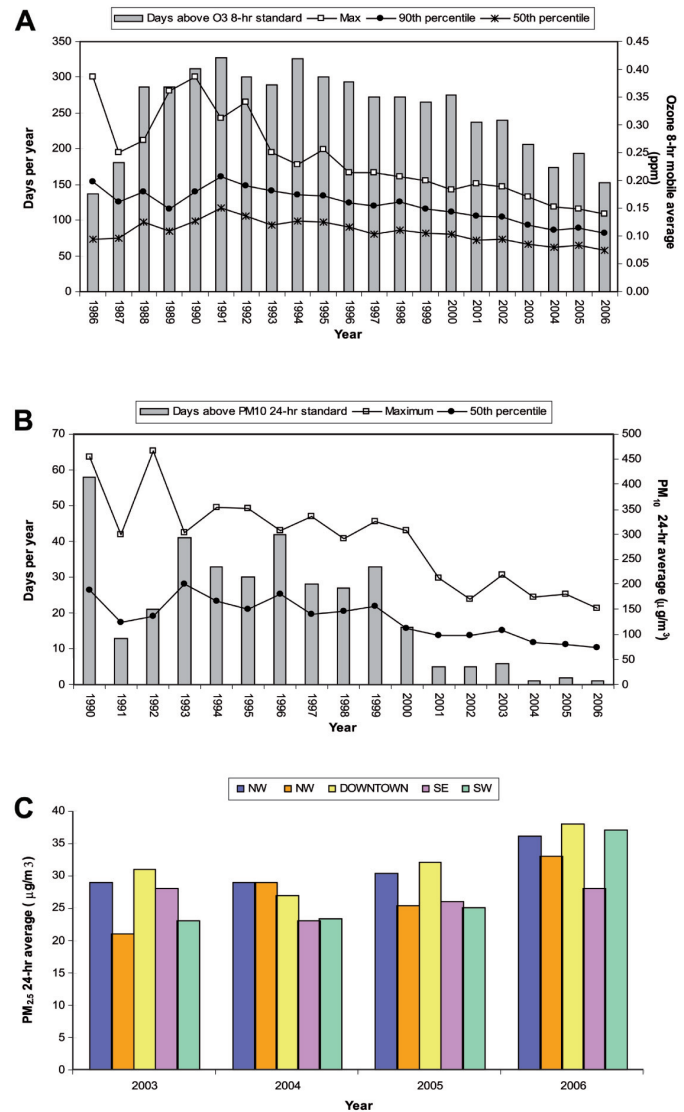 A
Days above O3 8-hr standard Max 90th percentile 50th percentile
Days per year
350
300
250
200
150
100
50
0
0.45
0.40
0.35
0.30
0.25
0.20
0.15
0.10
0.05
0.00
Ozone 8-hr mobile average
(ppm)
1986 1987 1988 1989 1990 1991 1992 1993 1994 1995 1996 1997 1998 1999 2000 2001 2002 2003 2004 2005 2006
Year
B
Days above PM10 24-hr standard Maximum 50th percentile
Days per year
70
60
50
40
30
20
10
0
500
450
400
350
300
250
200
150
100
50
0
PM10 24-hr average (μ g/m3)
1990 1991 1992 1993 1994 1995 1996 1997 1998 1999 2000 2001 2002 2003 2004 2005 2006
Year
C
NW NW DOWNTOWN SE SW
PM2.5 24-hr average ( μg/m 3)
40
35
30
25
20
15
10
5
0
2003 2004 2005 2006
Year